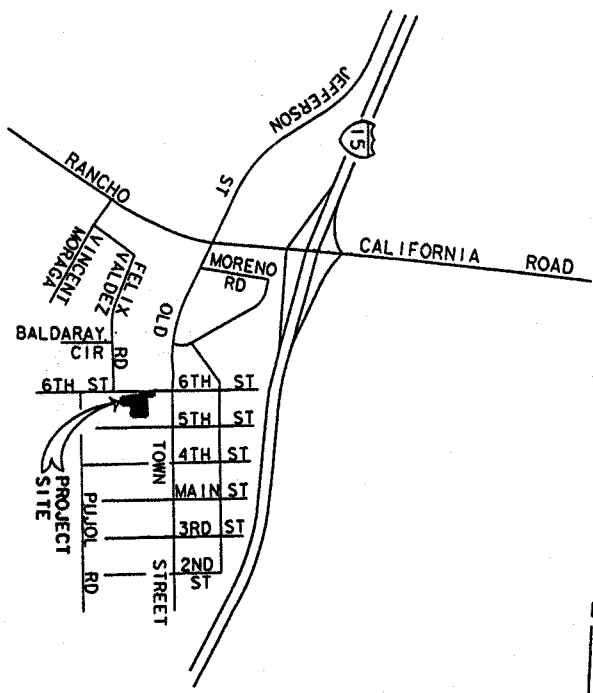 JEFFERSON
ST
15
RANCHO
CALIFORNIA ROAD
MORENO
RD
VINCENT
MORAGA
FELIX
VALDEZ
RD
BALDARAY
CIR
OLD
TOWN
STREET
6TH ST
6TH ST
5TH ST
4TH ST
MAIN ST
3RD ST
2ND
ST
PROJECT
SITE
PUJOL
RD